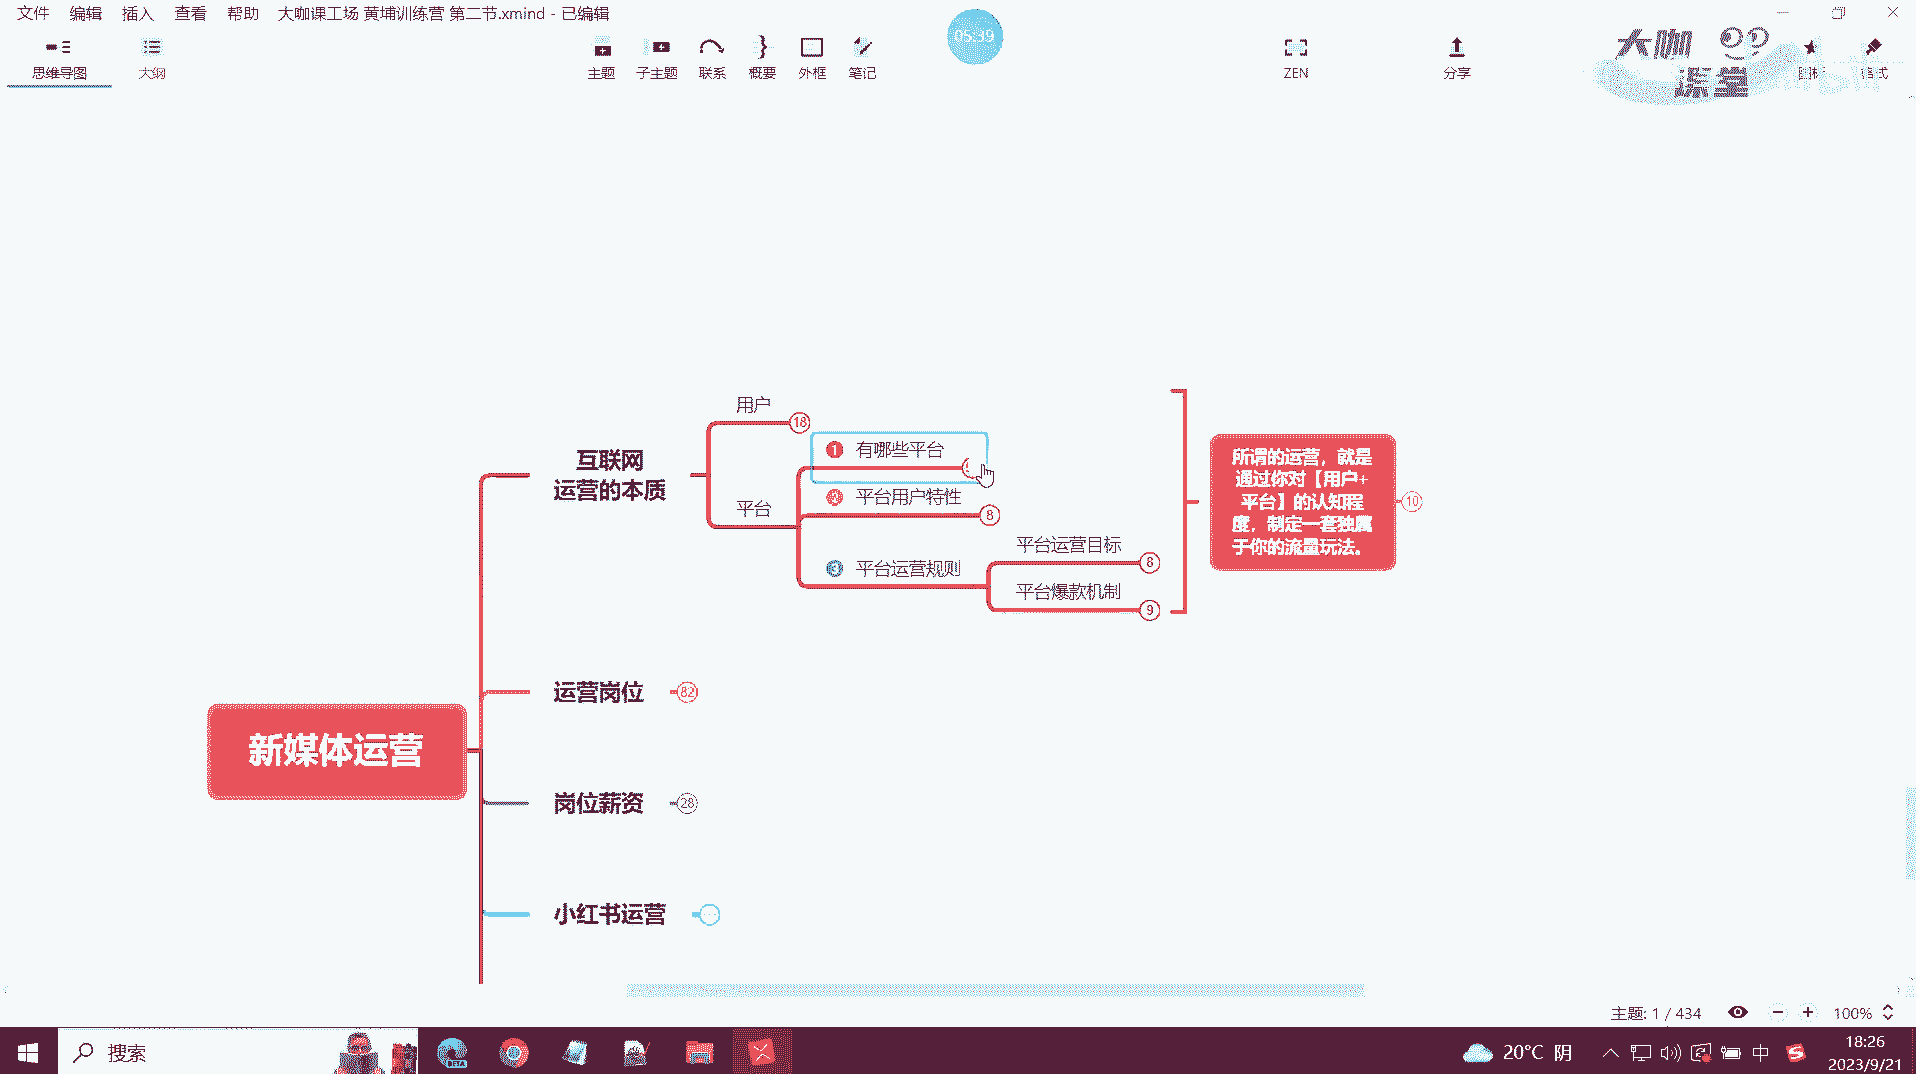 文件 编辑 插入 查看 帮助 大咖课工场 黄埔训练营 第二节.xmind - 已编辑
思维导图 大纲 主题 子主题 联系 概要 外框 笔记 ZEN 分享
05:39
大咖
课堂
用户 18
1 有哪些平台
互联网
运营的本质
2 平台用户特性
8
平台
平台运营目标 8
3 平台运营规则
平台爆款机制 9
所谓的运营，就是
通过你对【用户+
平台】的认知程
度，制定一套独属
于你的流量玩法。
10
运营岗位 82
新媒体运营
岗位薪资 28
小红书运营
主题: 1 / 434 100%
搜索
BETA
20°C 阴 中
18:26
2023/9/21